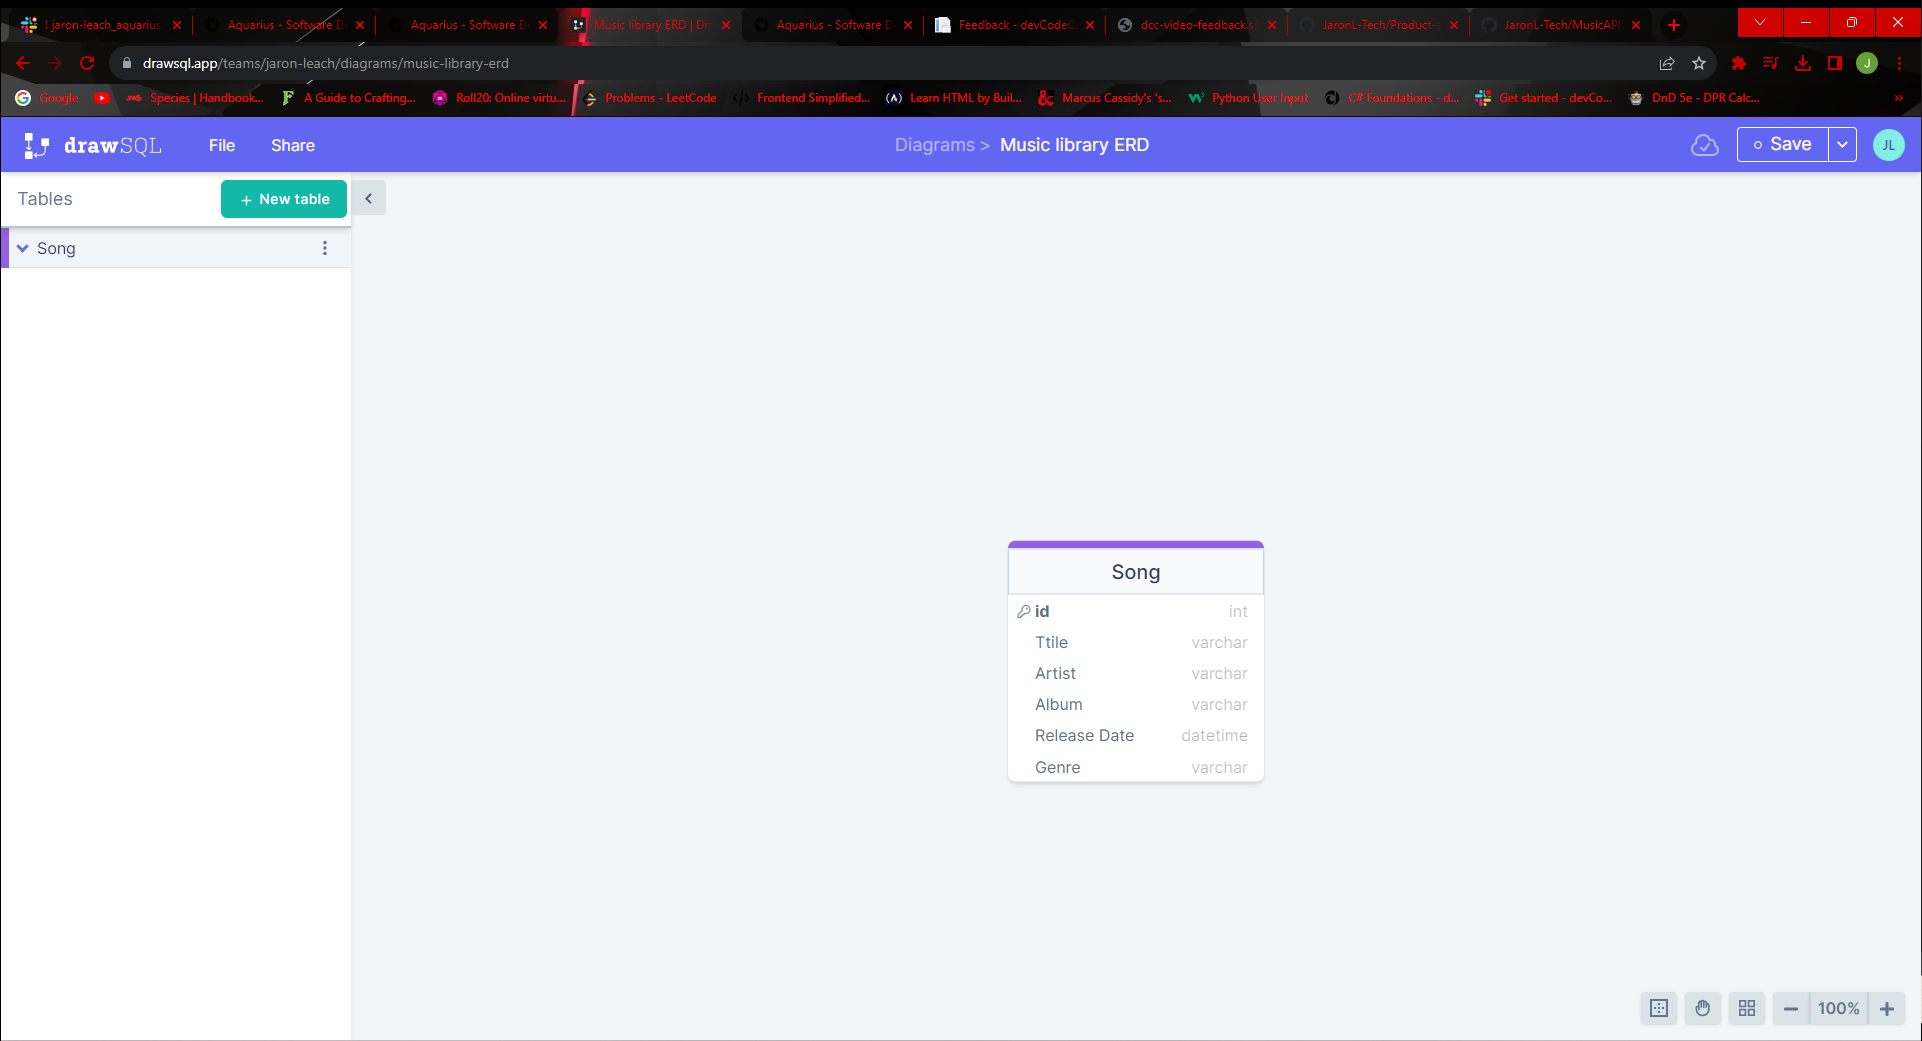 ! jaron-leach_aquarius
Aquarius - Software D
Aquarius - Software D
Music library ERD | Dr
Aquarius - Software D
Feedback - devCodeC
dcc-video-feedback.s
JaronL-Tech/Product-
JaronL-Tech/MusicAPI
drawsql.app/teams/jaron-leach/diagrams/music-library-erd
J
Google
Species | Handbook...
A Guide to Crafting...
Roll20: Online virtu...
Problems - LeetCode
Frontend Simplified...
Learn HTML by Buil...
Marcus Cassidy's 's...
Python User Input
C# Foundations - d...
Get started - devCo...
DnD 5e - DPR Calc...
»
drawSQL
File
Share
Diagrams > Music library ERD
Save
JL
Tables
+ New table
Song
Song
id int
Ttile varchar
Artist varchar
Album varchar
Release Date datetime
Genre varchar
100%